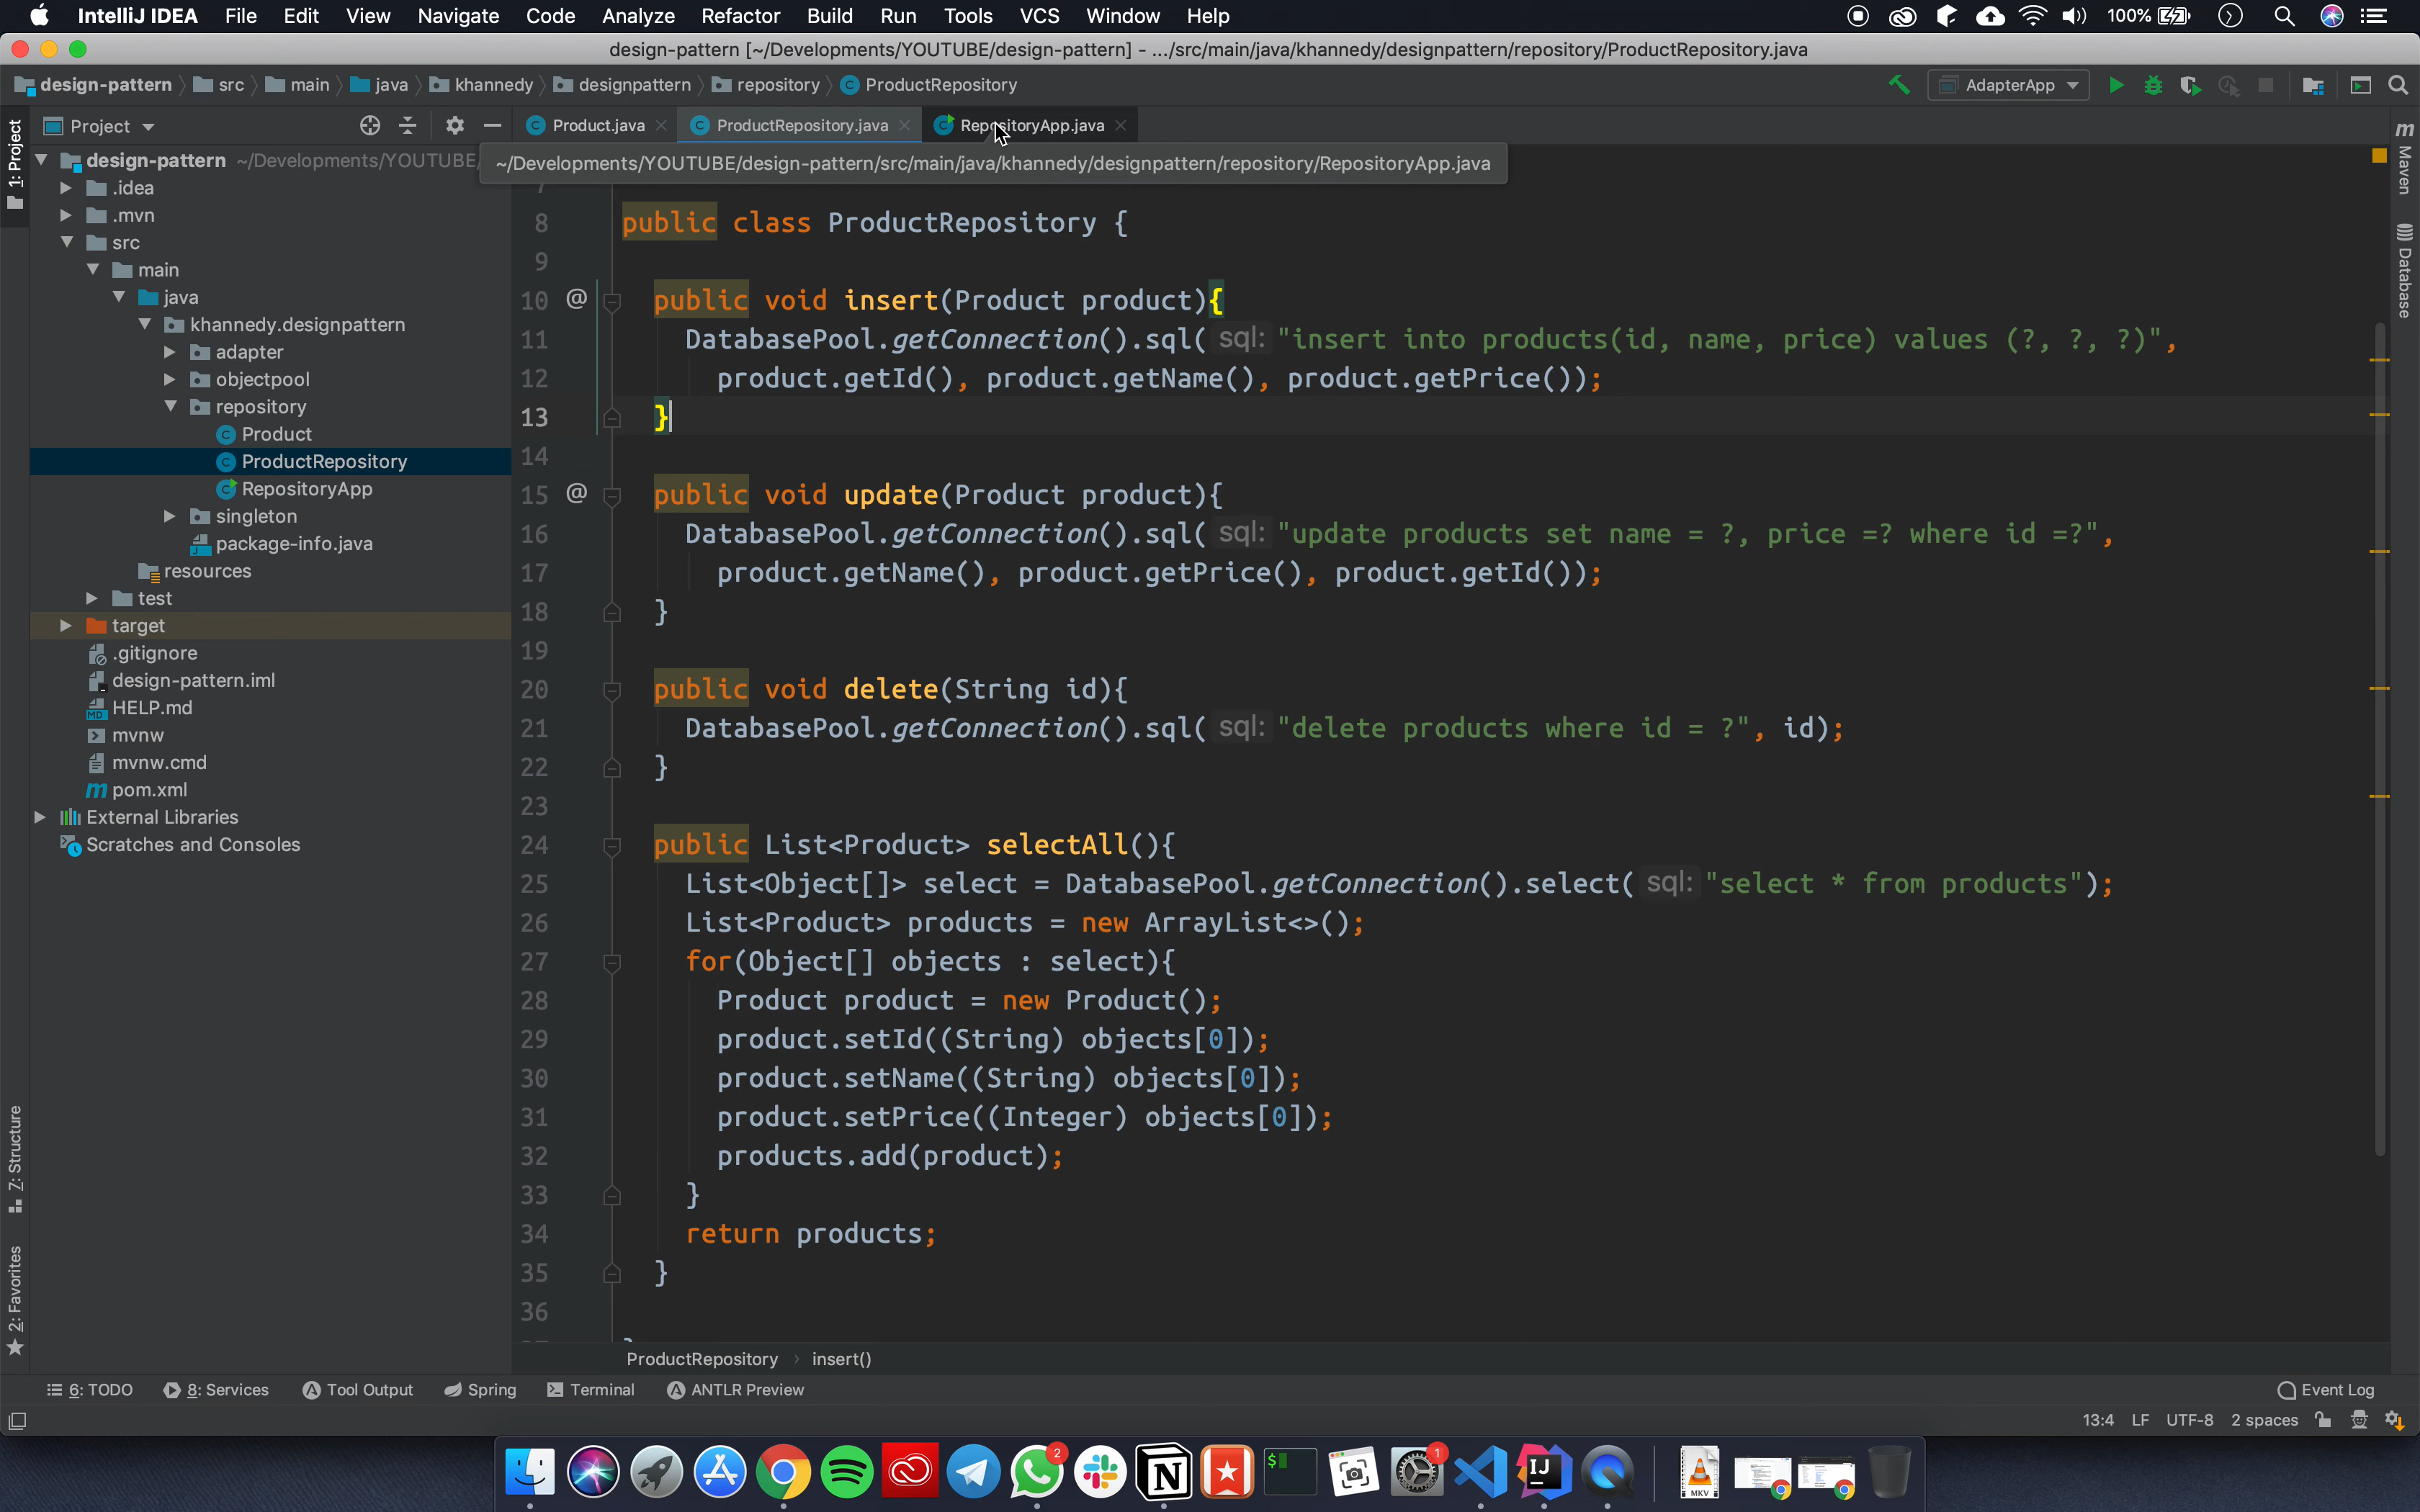 IntelliJ IDEA File Edit View Navigate Code Analyze Refactor Build Run Tools VCS Window Help 100%
design-pattern [~/Developments/YOUTUBE/design-pattern] - .../src/main/java/khannedy/designpattern/repository/ProductRepository.java
design-pattern src main java khannedy designpattern repository ProductRepository AdapterApp
Project Product.java ProductRepository.java RepositoryApp.java
1: Project
7: Structure
2: Favorites
Maven
Database
design-pattern ~/Developments/YOUTUBE/
~/Developments/YOUTUBE/design-pattern/src/main/java/khannedy/designpattern/repository/RepositoryApp.java
.idea
.mvn
src
main
java
khannedy.designpattern
adapter
objectpool
repository
Product
ProductRepository
RepositoryApp
singleton
package-info.java
resources
test
target
.gitignore
design-pattern.iml
HELP.md
mvnw
mvnw.cmd
pom.xml
External Libraries
Scratches and Consoles
7
8 public class ProductRepository {
9
10 @ public void insert(Product product){
11 DatabasePool.getConnection().sql( sql: "insert into products(id, name, price) values (?, ?, ?)",
12 product.getId(), product.getName(), product.getPrice());
13 }
14
15 @ public void update(Product product){
16 DatabasePool.getConnection().sql( sql: "update products set name = ?, price =? where id =?",
17 product.getName(), product.getPrice(), product.getId());
18 }
19
20 public void delete(String id){
21 DatabasePool.getConnection().sql( sql: "delete products where id = ?", id);
22 }
23
24 public List<Product> selectAll(){
25 List<Object[]> select = DatabasePool.getConnection().select( sql: "select * from products");
26 List<Product> products = new ArrayList<>();
27 for(Object[] objects : select){
28 Product product = new Product();
29 product.setId((String) objects[0]);
30 product.setName((String) objects[0]);
31 product.setPrice((Integer) objects[0]);
32 products.add(product);
33 }
34 return products;
35 }
36
ProductRepository › insert()
6: TODO 8: Services Tool Output Spring Terminal ANTLR Preview Event Log
13:4 LF UTF-8 2 spaces
2
$
1
IJ
MKV